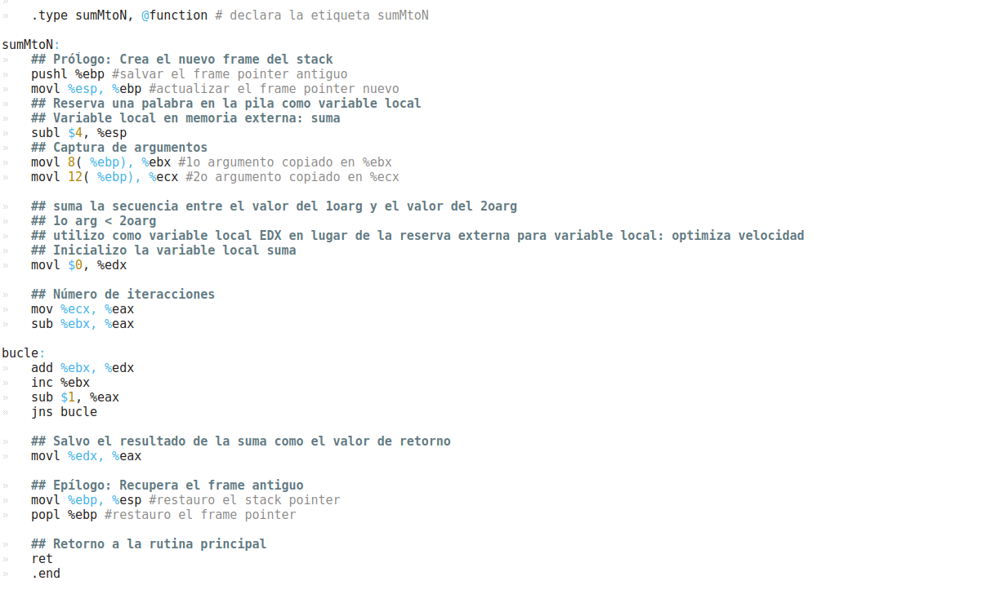 » .type sumMtoN, @function # declara la etiqueta sumMtoN
sumMtoN:
» ## Prólogo: Crea el nuevo frame del stack
» pushl %ebp #salvar el frame pointer antiguo
» movl %esp, %ebp #actualizar el frame pointer nuevo
» ## Reserva una palabra en la pila como variable local
» ## Variable local en memoria externa: suma
» subl $4, %esp
» ## Captura de argumentos
» movl 8( %ebp), %ebx #1o argumento copiado en %ebx
» movl 12( %ebp), %ecx #2o argumento copiado en %ecx
» ## suma la secuencia entre el valor del 1oarg y el valor del 2oarg
» ## 1o arg < 2oarg
» ## utilizo como variable local EDX en lugar de la reserva externa para variable local: optimiza velocidad
» ## Inicializo la variable local suma
» movl $0, %edx
» ## Número de iteracciones
» mov %ecx, %eax
» sub %ebx, %eax
bucle:
» add %ebx, %edx
» inc %ebx
» sub $1, %eax
» jns bucle
» ## Salvo el resultado de la suma como el valor de retorno
» movl %edx, %eax
» ## Epílogo: Recupera el frame antiguo
» movl %ebp, %esp #restauro el stack pointer
» popl %ebp #restauro el frame pointer
» ## Retorno a la rutina principal
» ret
» .end